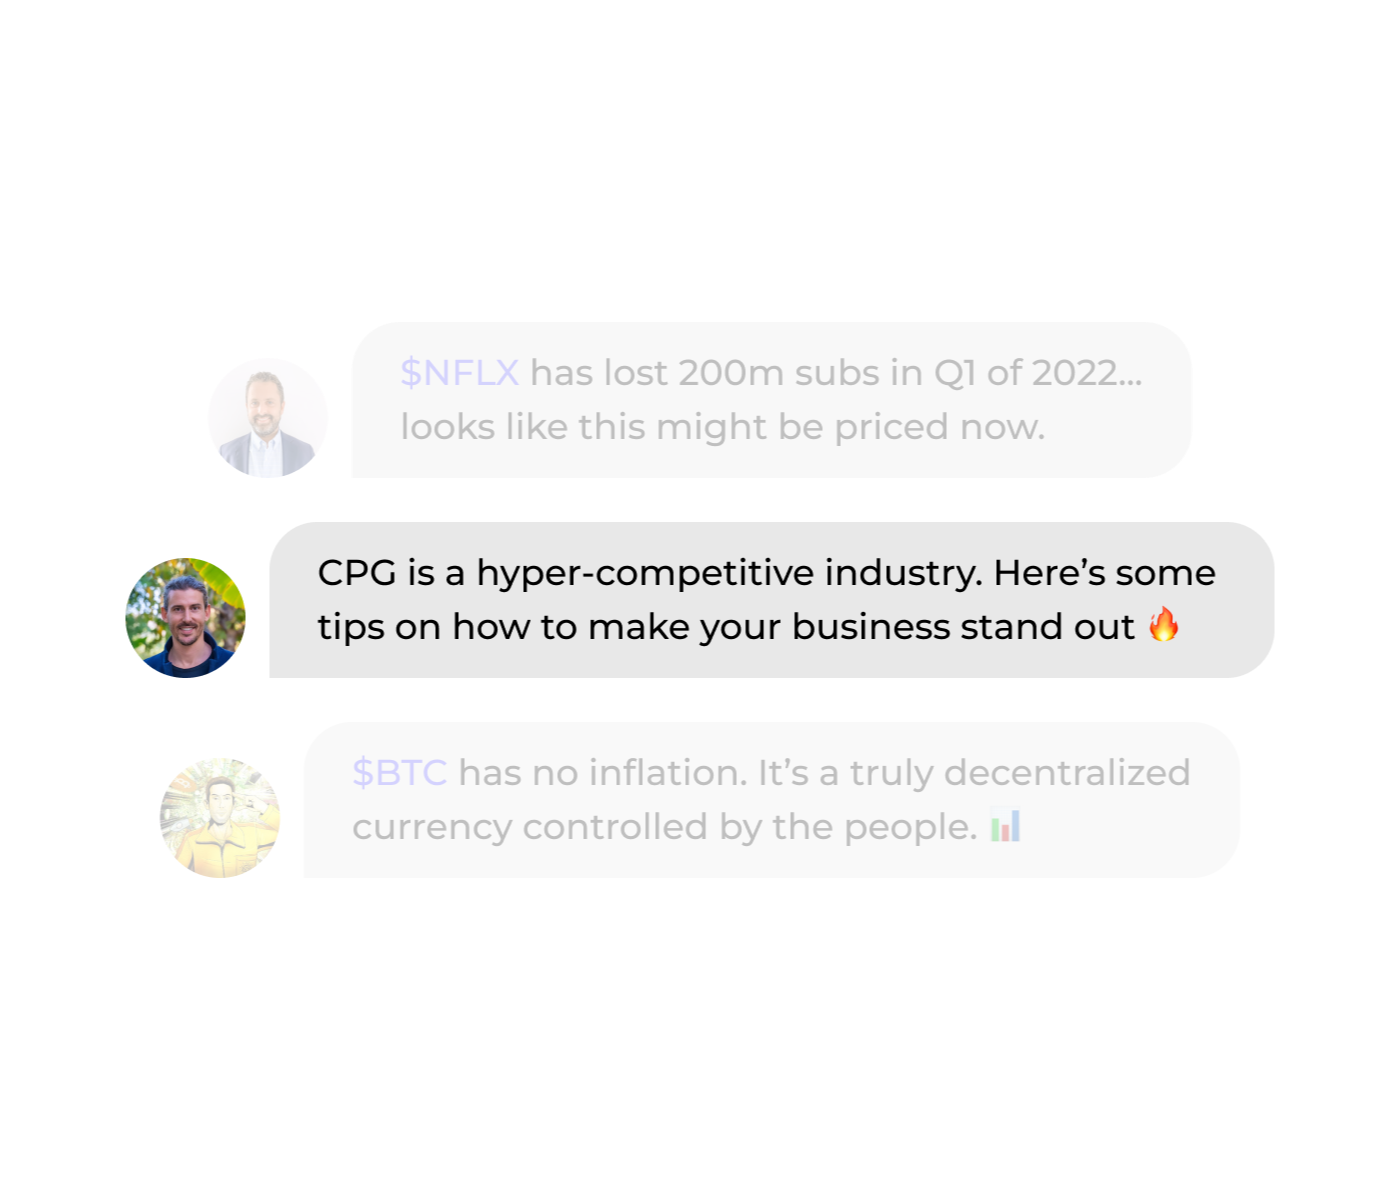 $NFLX has lost 200m subs in Q1 of 2022...
looks like this might be priced now.
CPG is a hyper-competitive industry. Here’s some
tips on how to make your business stand out 🔥
$BTC has no inflation. It’s a truly decentralized
currency controlled by the people. 📊